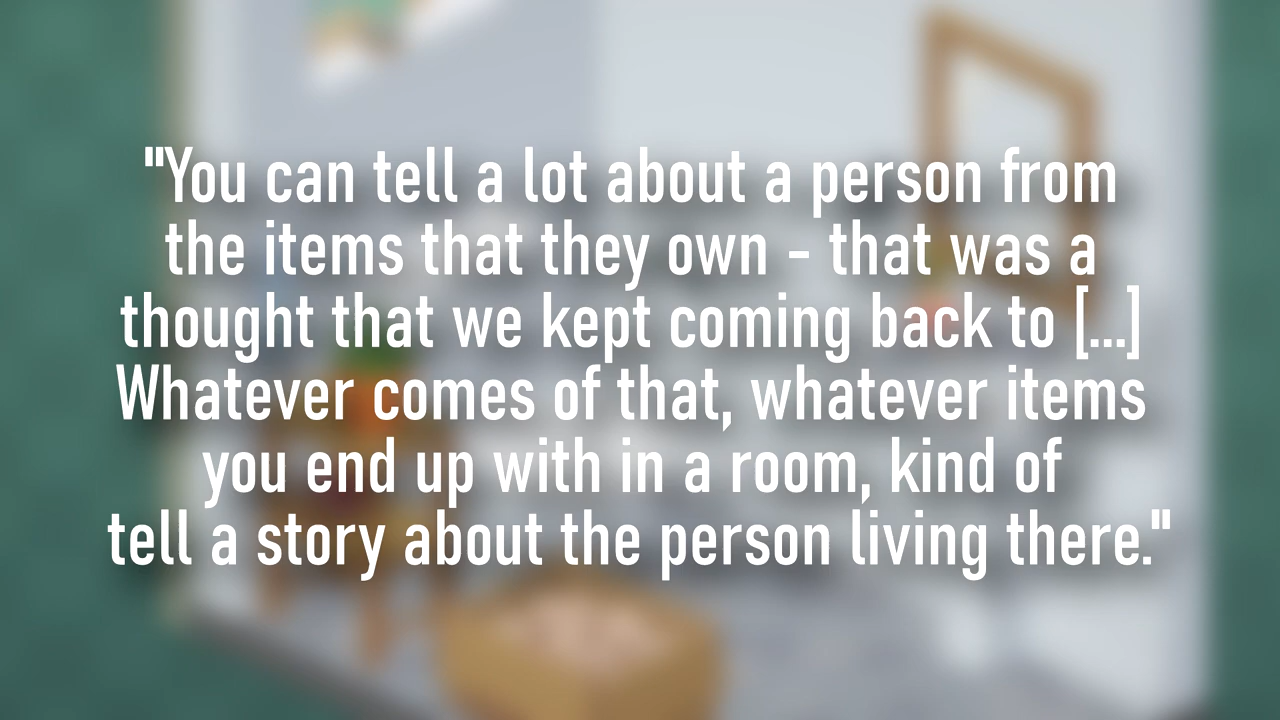 "You can tell a lot about a person from
the items that they own - that was a
thought that we kept coming back to [...]
Whatever comes of that, whatever items
you end up with in a room, kind of
tell a story about the person living there."